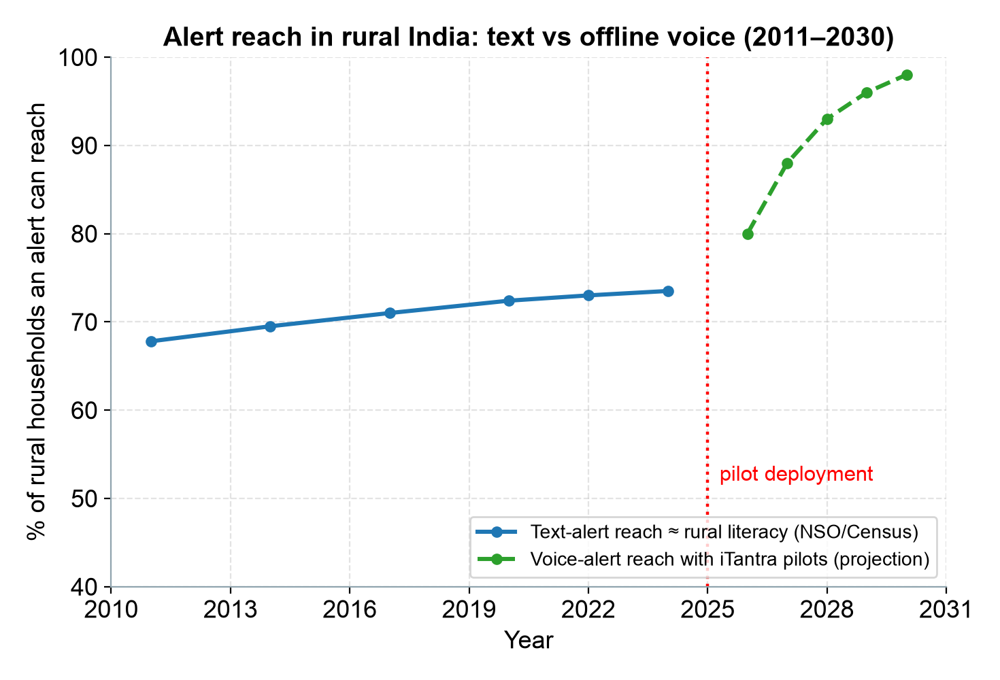 Alert reach in rural India: text vs offline voice (2011–2030)
% of rural households an alert can reach
100
90
80
70
60
50
40
pilot deployment
Text-alert reach ≈ rural literacy (NSO/Census)
Voice-alert reach with iTantra pilots (projection)
2010 2013 2016 2019 2022 2025 2028 2031
Year